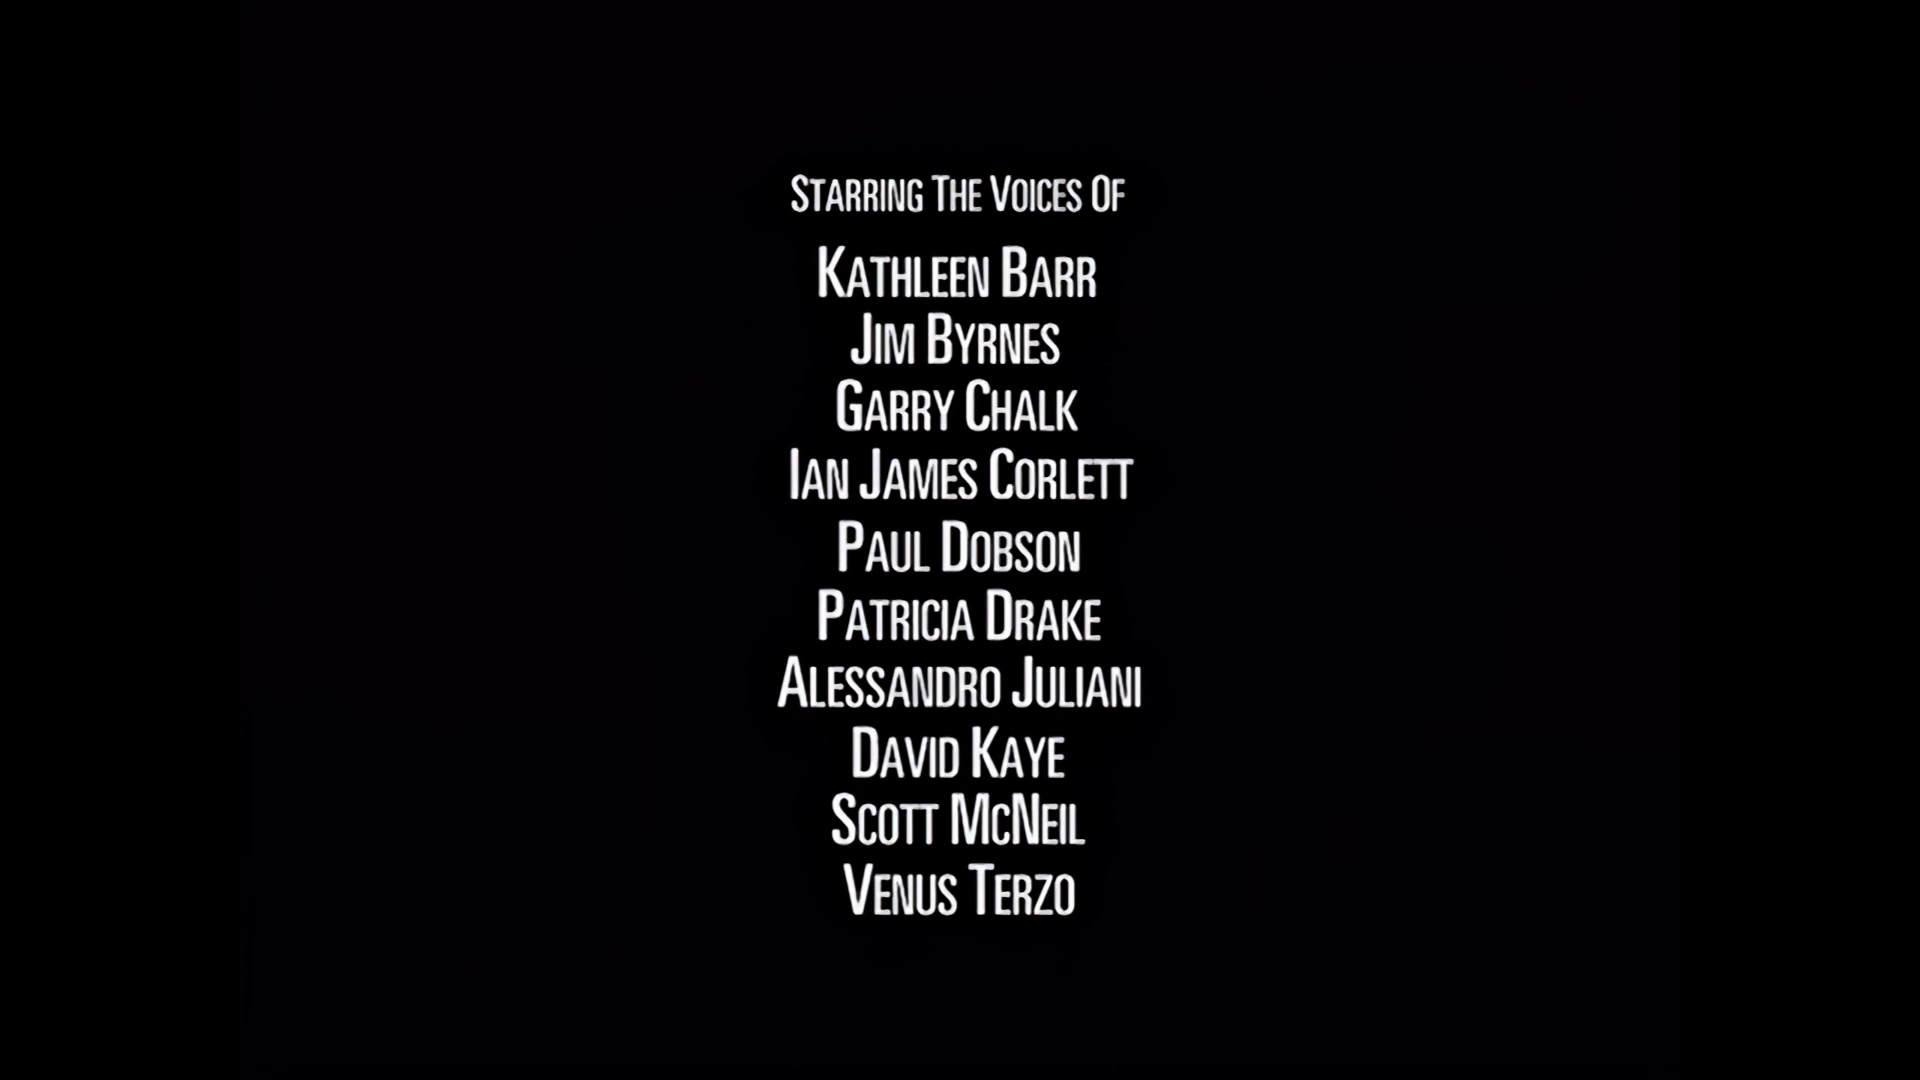 Starring The Voices Of
Kathleen Barr
Jim Byrnes
Garry Chalk
Ian James Corlett
Paul Dobson
Patricia Drake
Alessandro Juliani
David Kaye
Scott McNeil
Venus Terzo